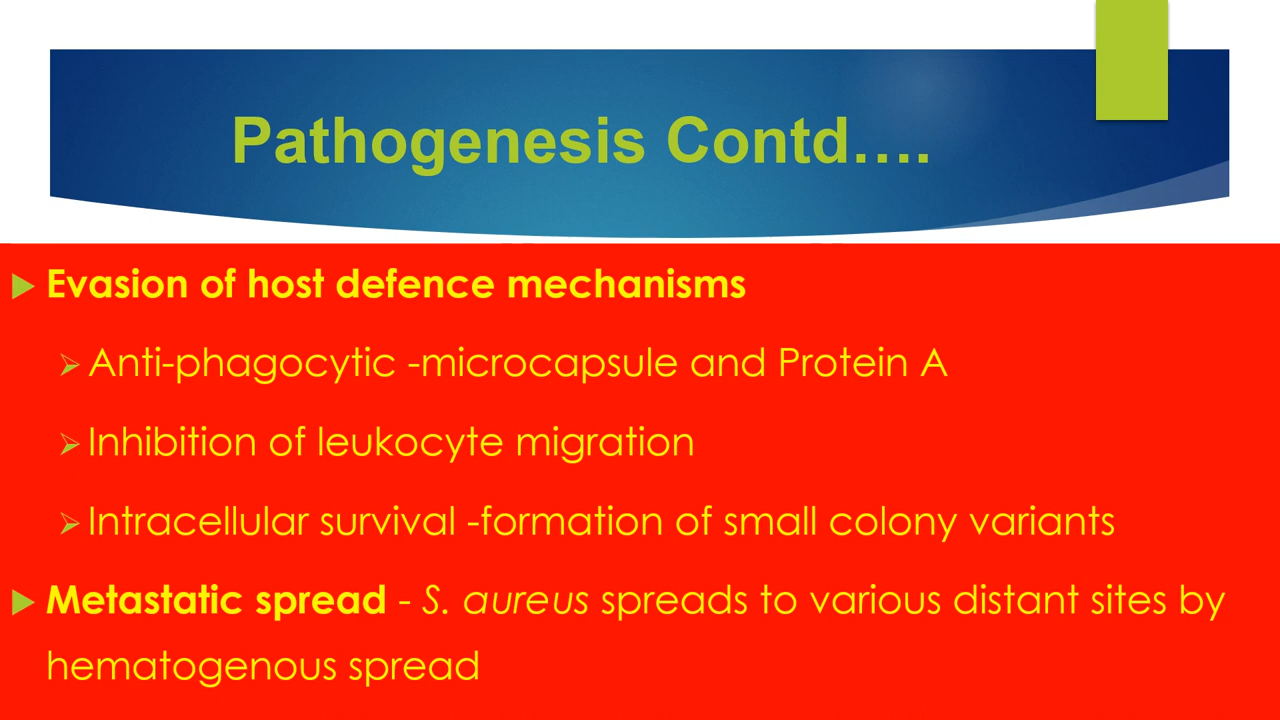 Pathogenesis Contd….
Evasion of host defence mechanisms
Anti-phagocytic -microcapsule and Protein A
Inhibition of leukocyte migration
Intracellular survival -formation of small colony variants
Metastatic spread - S. aureus spreads to various distant sites by
hematogenous spread